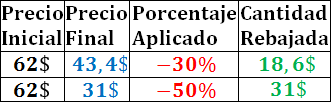 Precio Inicial Precio Final Porcentaje Aplicado Cantidad Rebajada
62$ 43,4$ −30% 18,6$
62$ 31$ −50% 31$